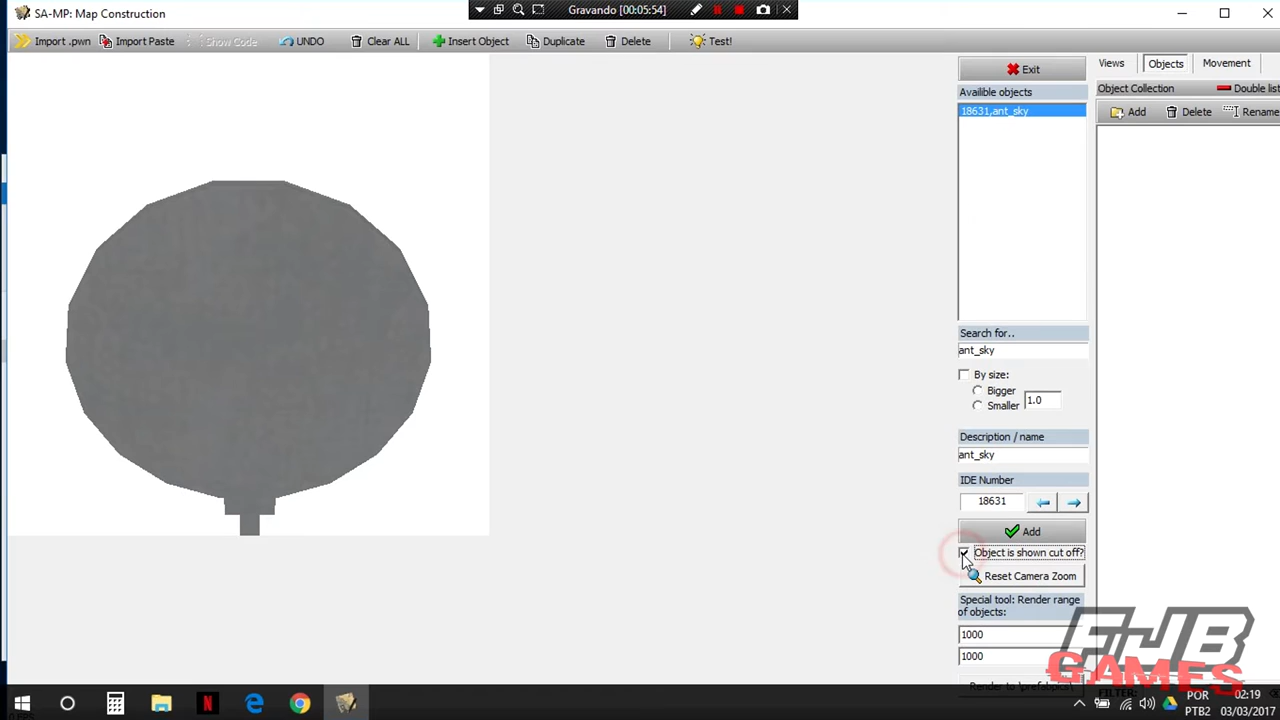 SA-MP: Map Construction
Gravando [00:05:54]
Import .pwn
Import Paste
Show Code
UNDO
Clear ALL
Insert Object
Duplicate
Delete
Test!
Exit
Views
Objects
Movement
Availible objects
Object Collection
Double list
18631,ant_sky
Add
Delete
Rename
Search for..
ant_sky
By size:
Bigger
Smaller
1.0
Description / name
ant_sky
IDE Number
18631
Add
Object is shown cut off?
Reset Camera Zoom
Special tool: Render range
of objects:
1000
1000
Render to \prefabpics\
FILTER:
FJB
GAMES
POR
PTB2
02:19
03/03/2017